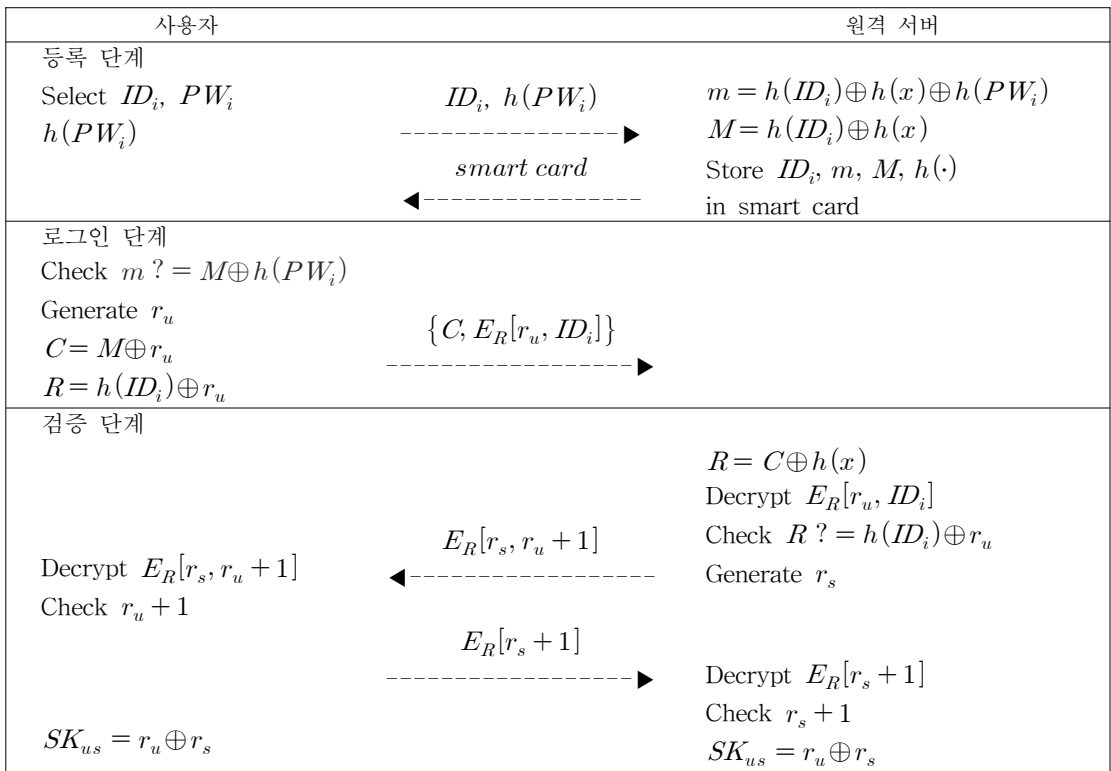 사용자 원격 서버
등록 단계
Select ID_i, PW_i
h(PW_i)
ID_i, h(PW_i)
smart card
m = h(ID_i)⊕h(x)⊕h(PW_i)
M = h(ID_i)⊕h(x)
Store ID_i, m, M, h(·)
in smart card
로그인 단계
Check m ? = M⊕h(PW_i)
Generate r_u
C = M⊕r_u
R = h(ID_i)⊕r_u
{C, E_R[r_u, ID_i]}
검증 단계
R = C⊕h(x)
Decrypt E_R[r_u, ID_i]
Check R ? = h(ID_i)⊕r_u
Generate r_s
E_R[r_s, r_u + 1]
Decrypt E_R[r_s, r_u + 1]
Check r_u + 1
E_R[r_s + 1]
Decrypt E_R[r_s + 1]
Check r_s + 1
SK_us = r_u⊕r_s
SK_us = r_u⊕r_s